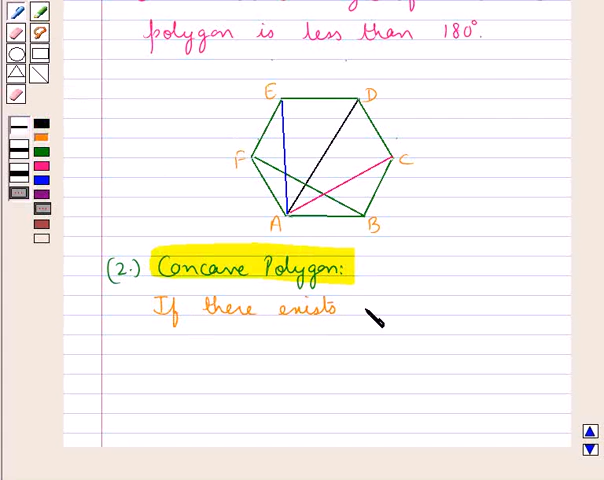 polygon is less than 180°.
E D
F C
A B
(2.) Concave Polygon:
If there exists